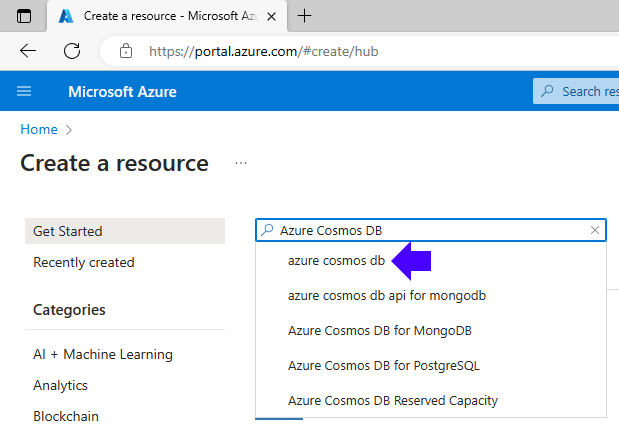 Create a resource - Microsoft Azu
https://portal.azure.com/#create/hub
Microsoft Azure
Search res
Home
Create a resource
Get Started
Recently created
Categories
AI + Machine Learning
Analytics
Blockchain
Azure Cosmos DB
azure cosmos db
azure cosmos db api for mongodb
Azure Cosmos DB for MongoDB
Azure Cosmos DB for PostgreSQL
Azure Cosmos DB Reserved Capacity